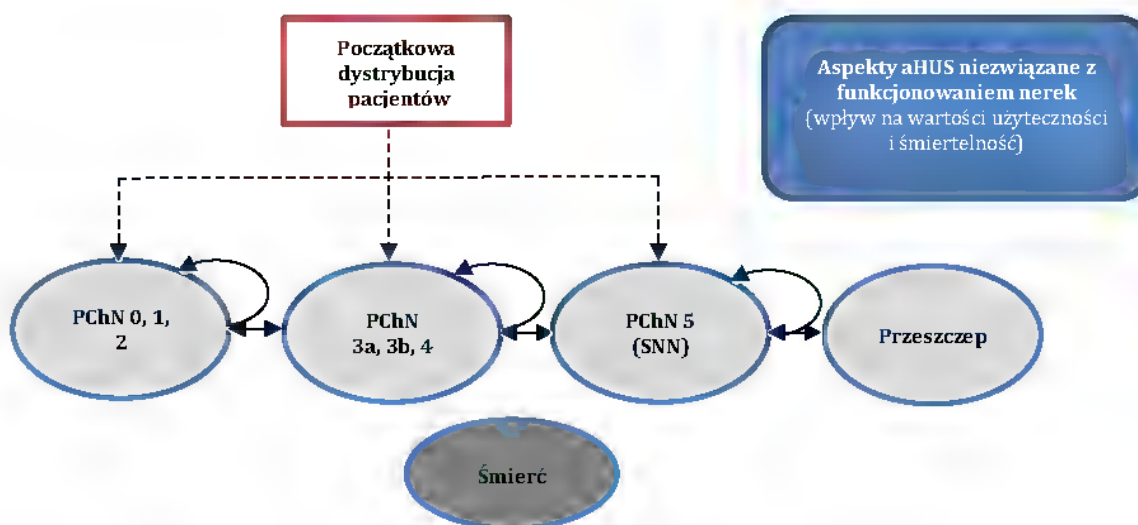 Początkowa
dystrybucja
pacjentów
Aspekty aHUS niezwiązane z
funkcjonowaniem nerek
(wpływ na wartości użyteczności
i śmiertelność)
PChN 0, 1,
2
PChN
3a, 3b, 4
PChN 5
(SNN)
Przeszczep
Śmierć